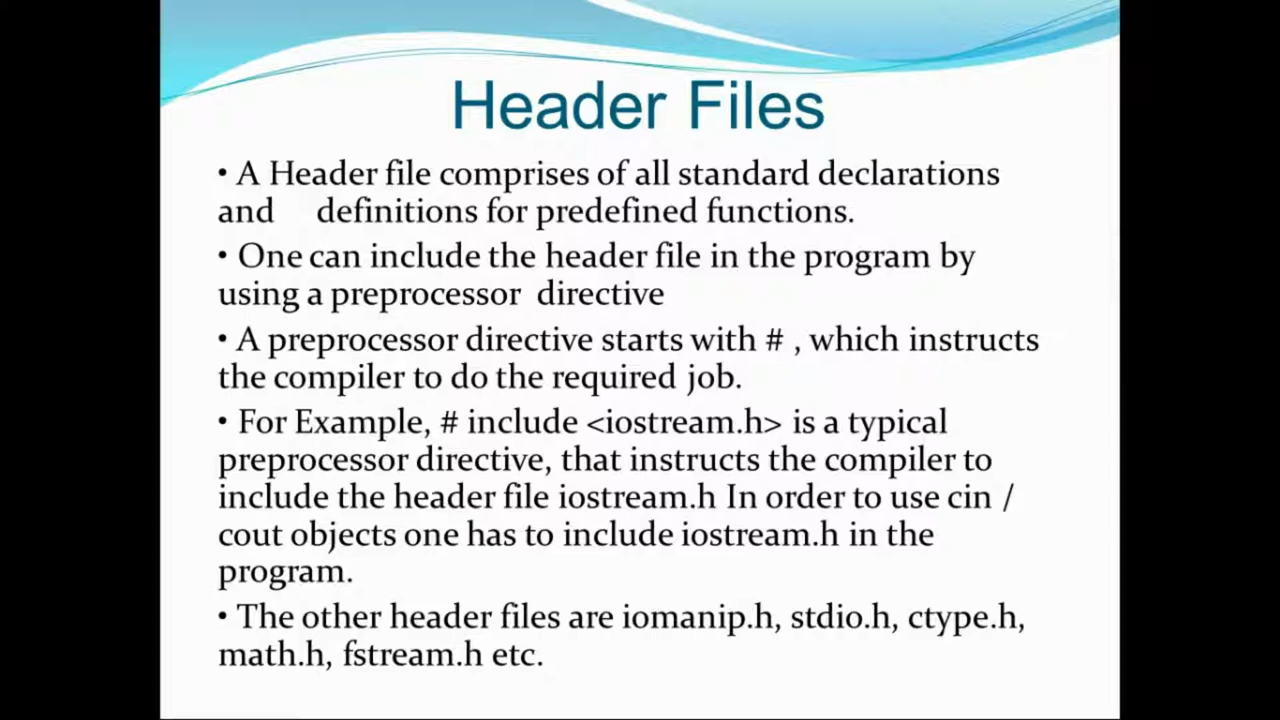 Header Files
• A Header file comprises of all standard declarations
and definitions for predefined functions.
• One can include the header file in the program by
using a preprocessor directive
• A preprocessor directive starts with # , which instructs
the compiler to do the required job.
• For Example, # include <iostream.h> is a typical
preprocessor directive, that instructs the compiler to
include the header file iostream.h In order to use cin /
cout objects one has to include iostream.h in the
program.
• The other header files are iomanip.h, stdio.h, ctype.h,
math.h, fstream.h etc.